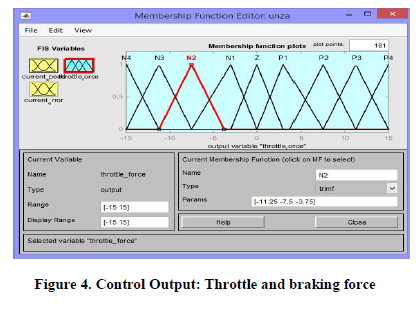 Membership Function Editor: unza
File Edit View
FIS Variables
Membership function plots plot points: 181
N4 N3 N2 N1 Z P1 P2 P3 P4
1
0.5
0
-15 -10 -5 0 5 10 15
output variable "throttle_force"
throttle_orce
Current Variable
Name throttle_force
Type output
Range [-15 15]
Display Range [-15 15]
Current Membership Function (click on MF to select)
Name N2
Type trimf
Params [-11.25 -7.5 -3.75]
Help Close
Selected variable "throttle_force"
Figure 4. Control Output: Throttle and braking force